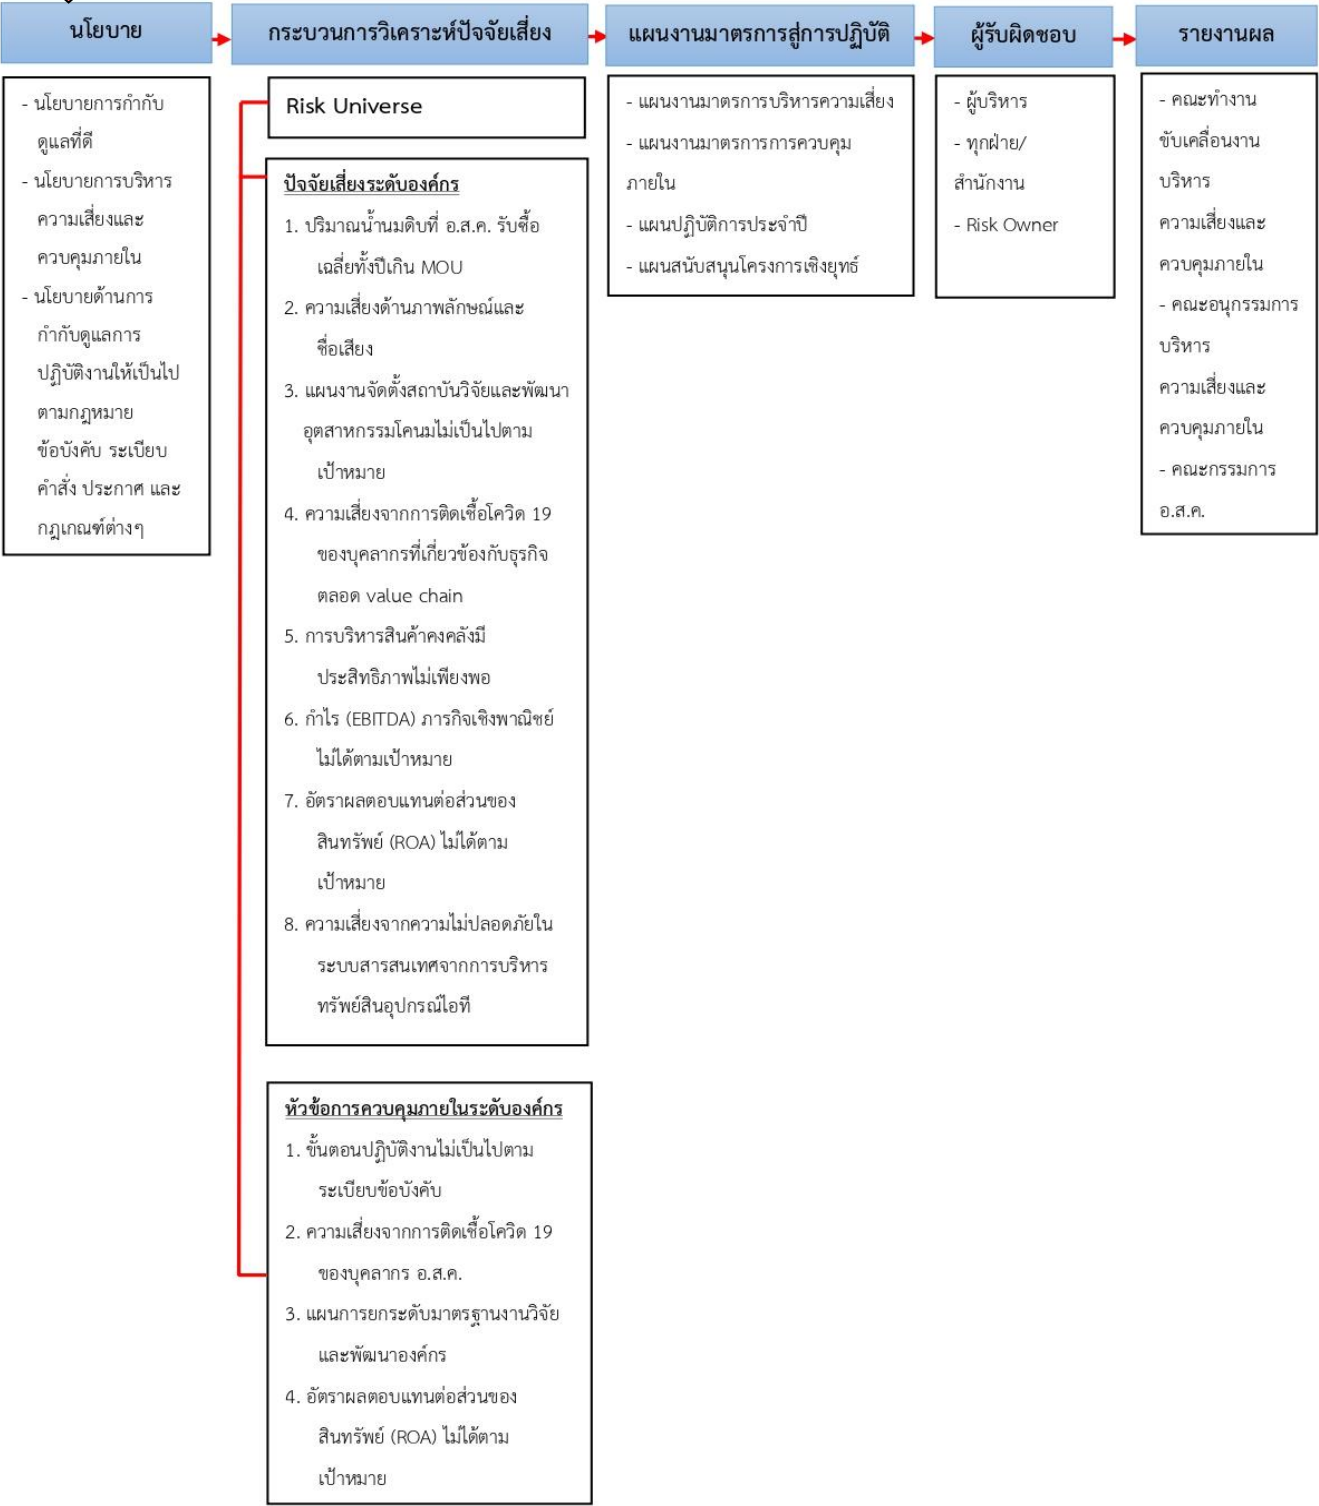 นโยบาย
กระบวนการวิเคราะห์ปัจจัยเสี่ยง
แผนงานมาตรการสู่การปฏิบัติ
ผู้รับผิดชอบ
รายงานผล
- นโยบายการกำกับ
ดูแลที่ดี
- นโยบายการบริหาร
ความเสี่ยงและ
ควบคุมภายใน
- นโยบายด้านการ
กำกับดูแลการ
ปฏิบัติงานให้เป็นไป
ตามกฎหมาย
ข้อบังคับ ระเบียบ
คำสั่ง ประกาศ และ
กฎเกณฑ์ต่างๆ
Risk Universe
ปัจจัยเสี่ยงระดับองค์กร
1. ปริมาณน้ำนมดิบที่ อ.ส.ค. รับซื้อ
เฉลี่ยทั้งปีเกิน MOU
2. ความเสี่ยงด้านภาพลักษณ์และ
ชื่อเสียง
3. แผนงานจัดตั้งสถาบันวิจัยและพัฒนา
อุตสาหกรรมโคนมไม่เป็นไปตาม
เป้าหมาย
4. ความเสี่ยงจากการติดเชื้อโควิด 19
ของบุคลากรที่เกี่ยวข้องกับธุรกิจ
ตลอด value chain
5. การบริหารสินค้าคงคลังมี
ประสิทธิภาพไม่เพียงพอ
6. กำไร (EBITDA) ภารกิจเชิงพาณิชย์
ไม่ได้ตามเป้าหมาย
7. อัตราผลตอบแทนต่อส่วนของ
สินทรัพย์ (ROA) ไม่ได้ตาม
เป้าหมาย
8. ความเสี่ยงจากความไม่ปลอดภัยใน
ระบบสารสนเทศจากการบริหาร
ทรัพย์สินอุปกรณ์ไอที
หัวข้อการควบคุมภายในระดับองค์กร
1. ขั้นตอนปฏิบัติงานไม่เป็นไปตาม
ระเบียบข้อบังคับ
2. ความเสี่ยงจากการติดเชื้อโควิด 19
ของบุคลากร อ.ส.ค.
3. แผนการยกระดับมาตรฐานงานวิจัย
และพัฒนาองค์กร
4. อัตราผลตอบแทนต่อส่วนของ
สินทรัพย์ (ROA) ไม่ได้ตาม
เป้าหมาย
- แผนงานมาตรการบริหารความเสี่ยง
- แผนงานมาตรการการควบคุม
ภายใน
- แผนปฏิบัติการประจำปี
- แผนสนับสนุนโครงการเชิงยุทธ์
- ผู้บริหาร
- ทุกฝ่าย/
สำนักงาน
- Risk Owner
- คณะทำงาน
ขับเคลื่อนงาน
บริหาร
ความเสี่ยงและ
ควบคุมภายใน
- คณะอนุกรรมการ
บริหาร
ความเสี่ยงและ
ควบคุมภายใน
- คณะกรรมการ
อ.ส.ค.